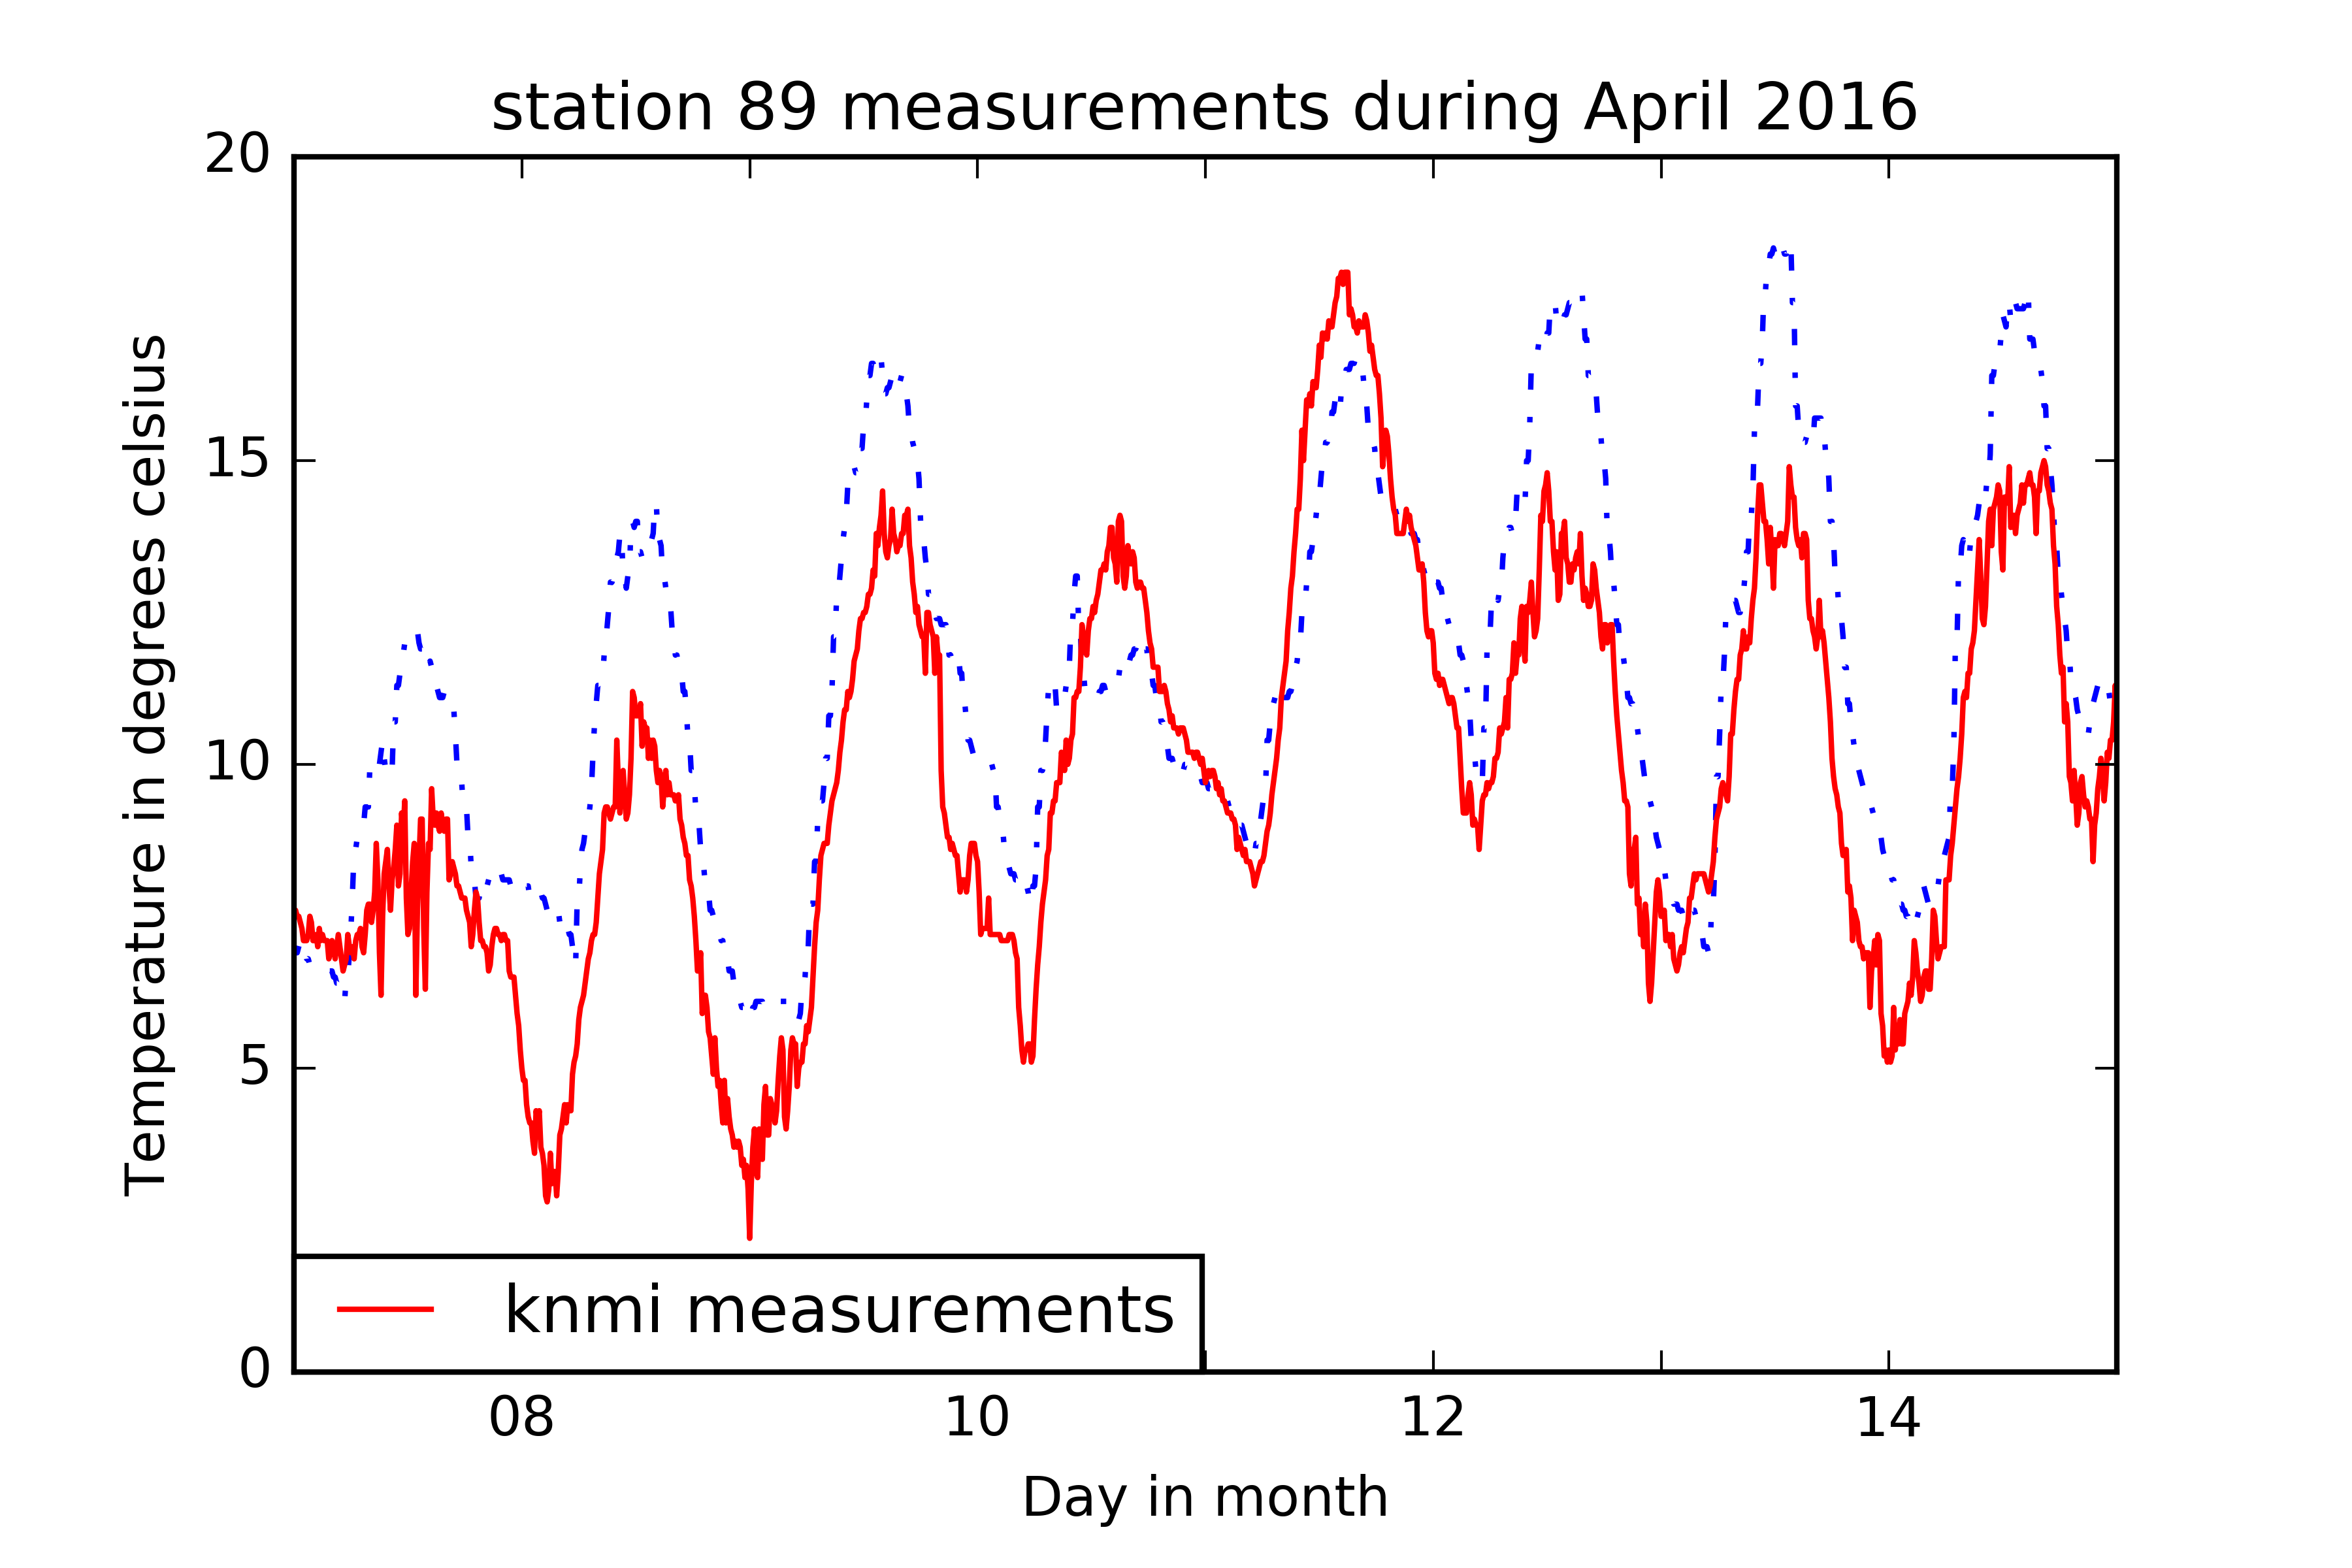 station 89 measurements during April 2016
20
15
10
5
0
Temperature in degrees celsius
knmi measurements
08 10 12 14
Day in month